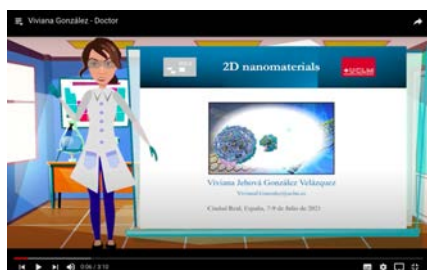 Viviana González - Doctor
2D nanomaterials
UCLM
Viviana Jehová González Velázquez
Ciudad Real, España, 7-9 de Julio de 2021
0:06 / 3:10